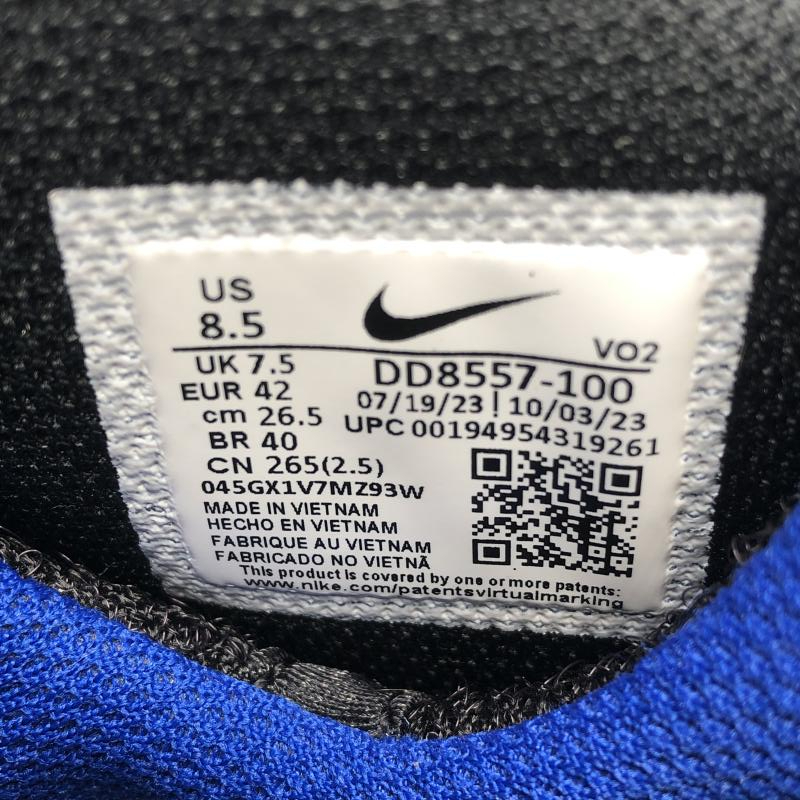 US
8.5
VO2
UK 7.5
DD8557-100
EUR 42
07/19/23 | 10/03/23
cm 26.5
UPC 00194954319261
BR 40
CN 265(2.5)
045GX1V7MZ93W
MADE IN VIETNAM
HECHO EN VIETNAM
FABRIQUE AU VIETNAM
FABRICADO NO VIETNÃ
This product is covered by one or more patents:
www.nike.com/patentsvirtualmarking